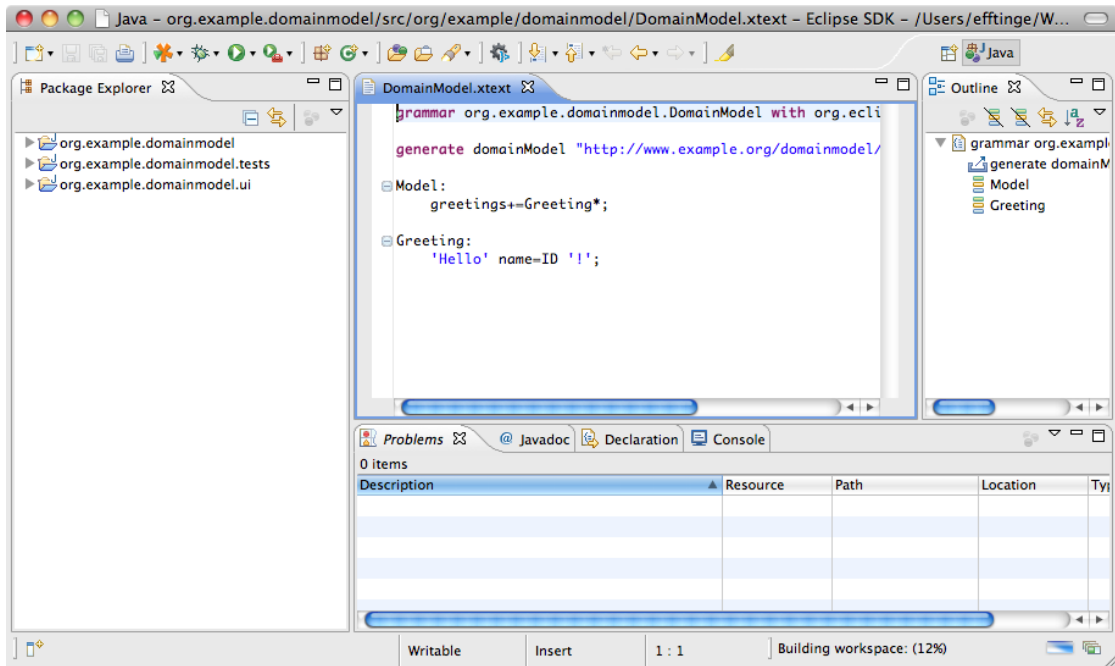 Java – org.example.domainmodel/src/org/example/domainmodel/DomainModel.xtext – Eclipse SDK – /Users/efftinge/W...
Java
Package Explorer
org.example.domainmodel
org.example.domainmodel.tests
org.example.domainmodel.ui
DomainModel.xtext
grammar org.example.domainmodel.DomainModel with org.ecli
generate domainModel "http://www.example.org/domainmodel/
Model:
greetings+=Greeting*;
Greeting:
'Hello' name=ID '!';
Outline
grammar org.exampl
generate domainM
Model
Greeting
Problems @ Javadoc Declaration Console
0 items
Description Resource Path Location Typ
Writable Insert 1 : 1 Building workspace: (12%)